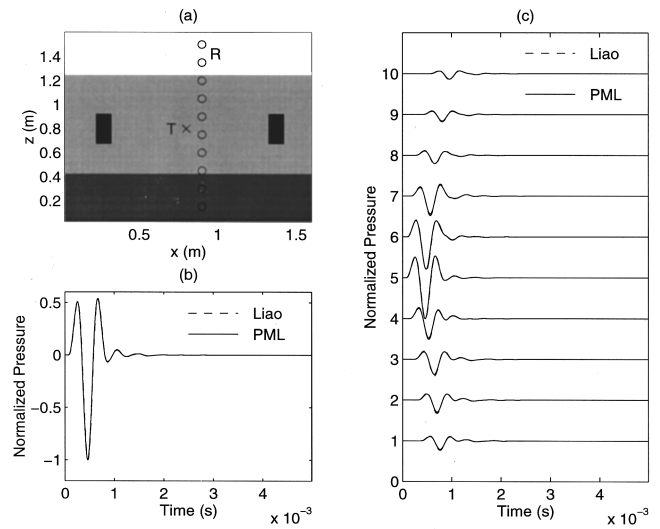 (a)
z (m)
1.4
1.2
1
0.8
0.6
0.4
0.2
R
T ×
0.5
1
1.5
x (m)
(b)
Normalized Pressure
0.5
0
−0.5
−1
Liao
PML
0
1
2
3
4
5
Time (s)
x 10⁻³
(c)
Normalized Pressure
10
9
8
7
6
5
4
3
2
1
0
Liao
PML
0
1
2
3
4
5
Time (s)
x 10⁻³